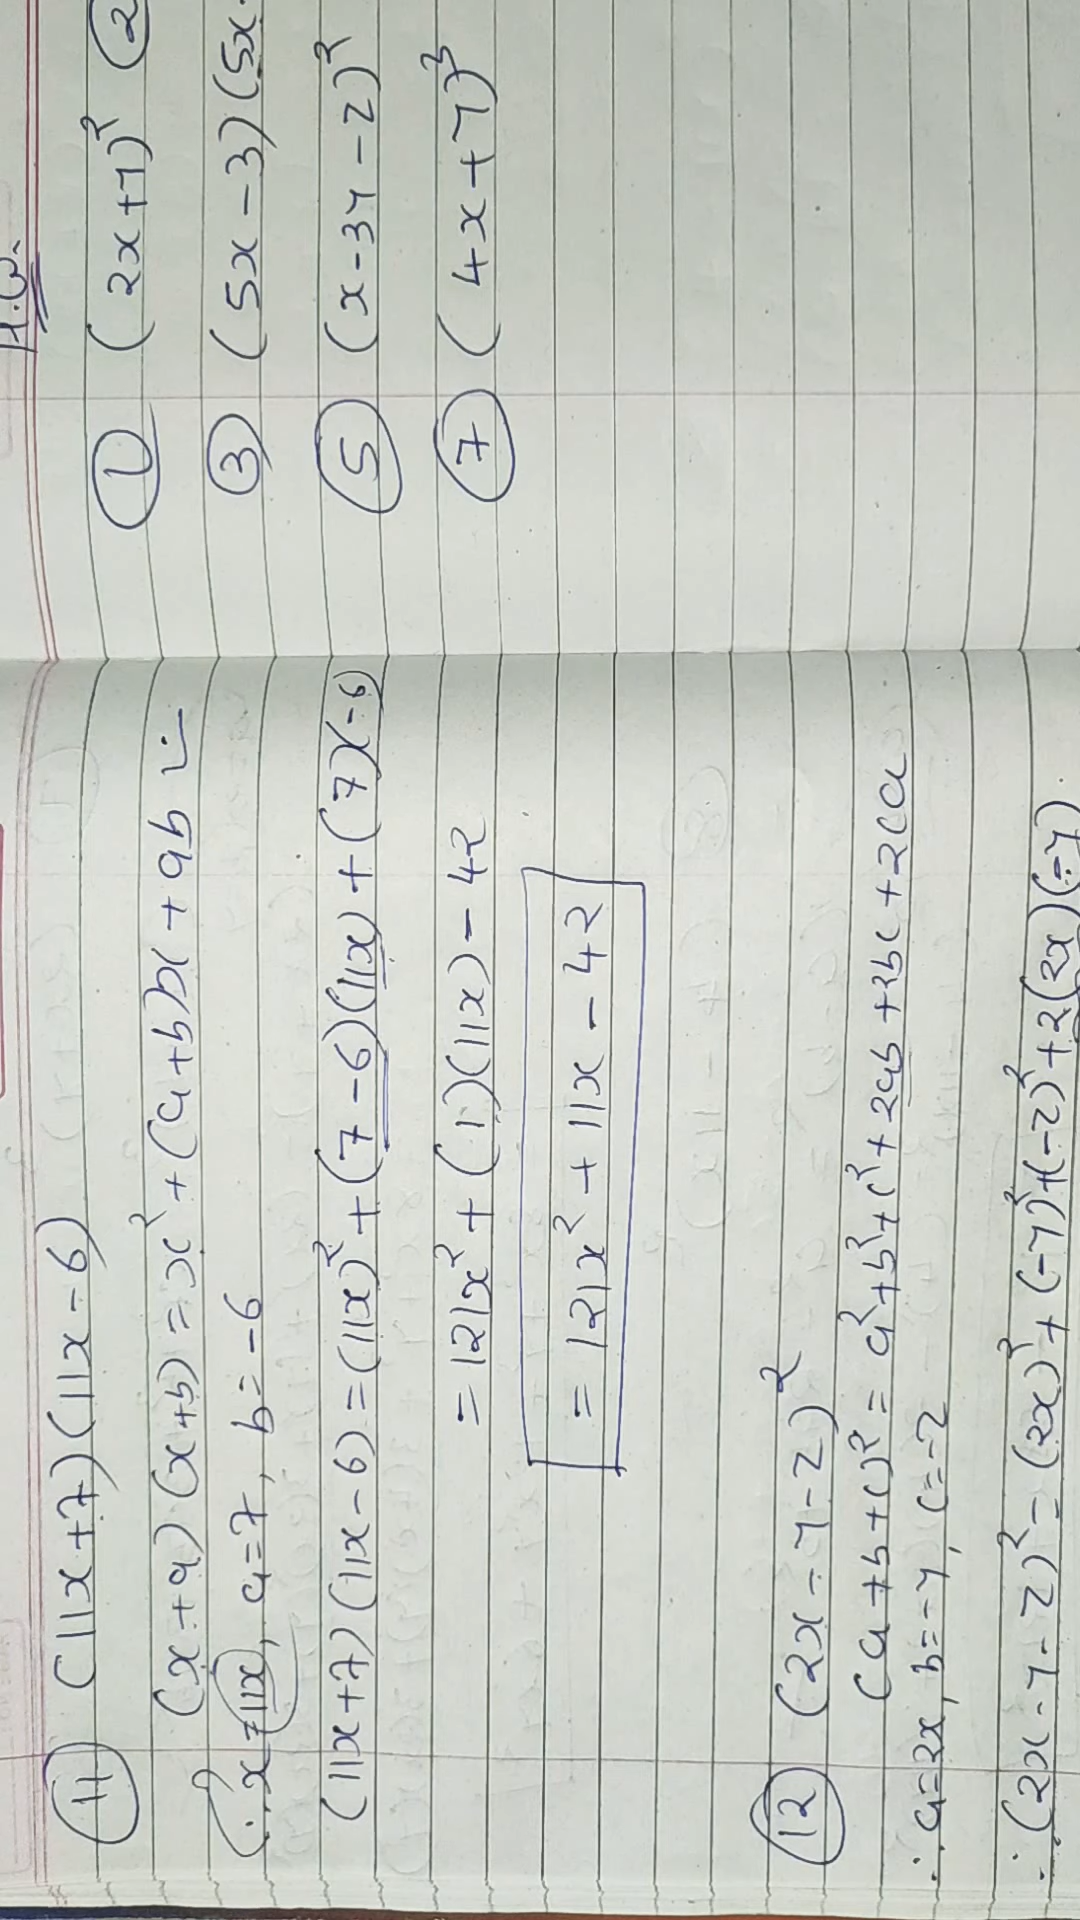 (11) (11x+7)(11x-6)
(x+a)(x+b) = x² + (a+b)x + ab
∴ x=11x, a=7, b=-6
(11x+7)(11x-6) = (11x)² + (7-6)(11x) + (7)(-6)
= 121x² + (1)(11x) - 42
= 121x² + 11x - 42
(12) (2x-y-z)²
(a+b+c)² = a²+b²+c²+2ab+2bc+2ca
∴ a=2x, b=-y, c=-z
∴ (2x-y-z)² = (2x)² + (-y)²+(-z)²+2(2x)(-y)
H.W.
(1) (2x+y)² (2)
(3) (5x-3)(5x
(5) (x-3y-z)²
(7) (4x+y)³